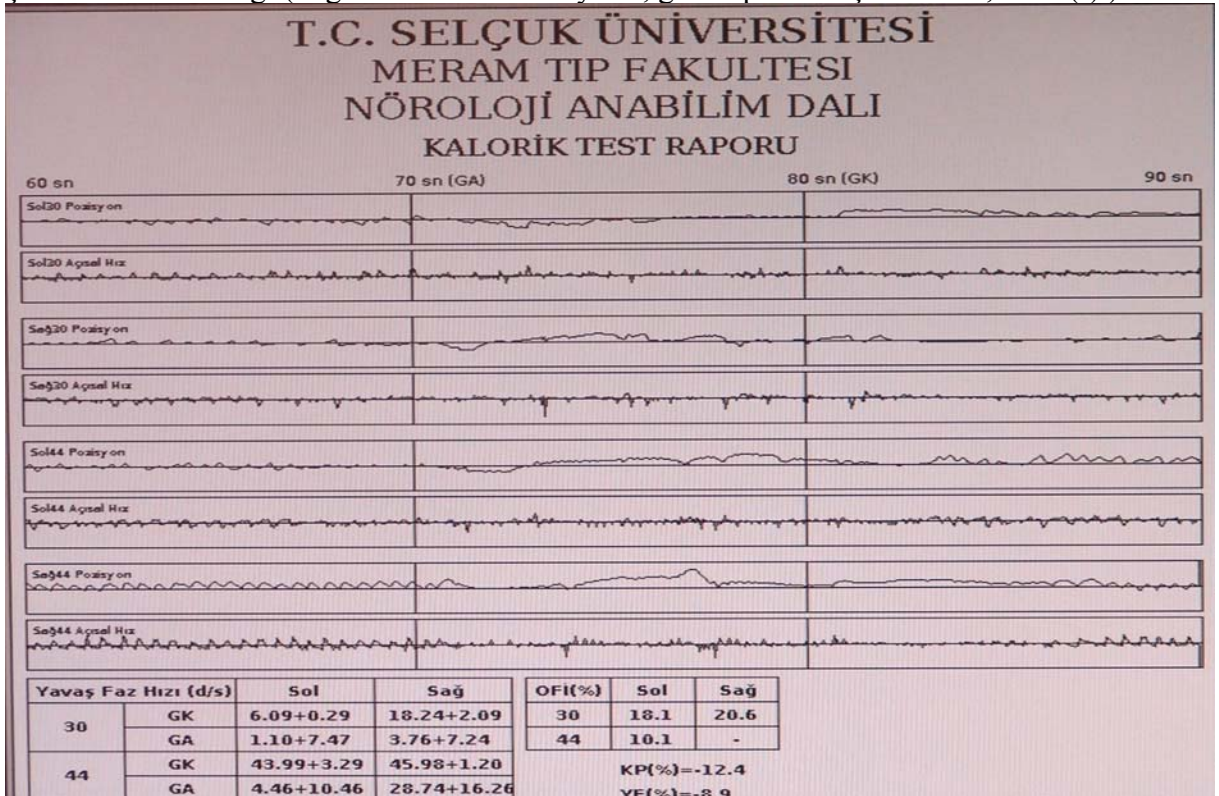 T.C. SELÇUK ÜNİVERSİTESİ
MERAM TIP FAKULTESI
NÖROLOJİ ANABİLİM DALI
KALORİK TEST RAPORU
60 sn 70 sn (GA) 80 sn (GK) 90 sn
Sol30 Pozisyon
Sol30 Açısal Hız
Sağ30 Pozisyon
Sağ30 Açısal Hız
Sol44 Pozisyon
Sol44 Açısal Hız
Sağ44 Pozisyon
Sağ44 Açısal Hız
Yavaş Faz Hızı (d/s) Sol Sağ OFİ(%) Sol Sağ
30 GK 6.09+0.29 18.24+2.09 30 18.1 20.6
GA 1.10+7.47 3.76+7.24 44 10.1 -
44 GK 43.99+3.29 45.98+1.20 KP(%)=-12.4
GA 4.46+10.46 28.74+16.26